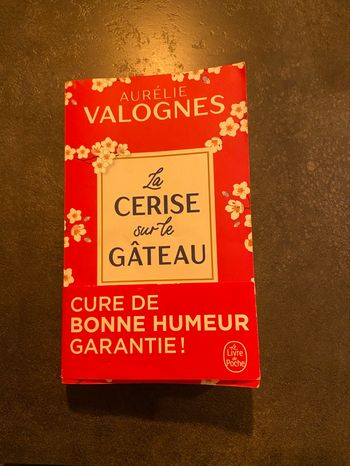 AURÉLIE
VALOGNES
La
CERISE
sur le
GÂTEAU
CURE DE
BONNE HUMEUR
GARANTIE !
Le
Livre
de
Poche